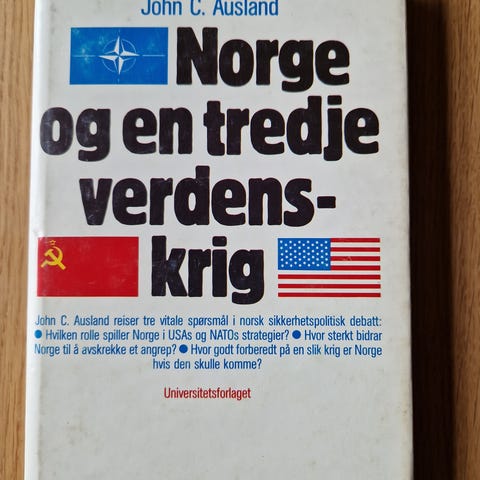 John C. Ausland
Norge
og en tredje
verdens-
krig
John C. Ausland reiser tre vitale spørsmål i norsk sikkerhetspolitisk debatt:
● Hvilken rolle spiller Norge i USAs og NATOs strategier? ● Hvor sterkt bidrar
Norge til å avskrekke et angrep? ● Hvor godt forberedt på en slik krig er Norge
hvis den skulle komme?
Universitetsforlaget